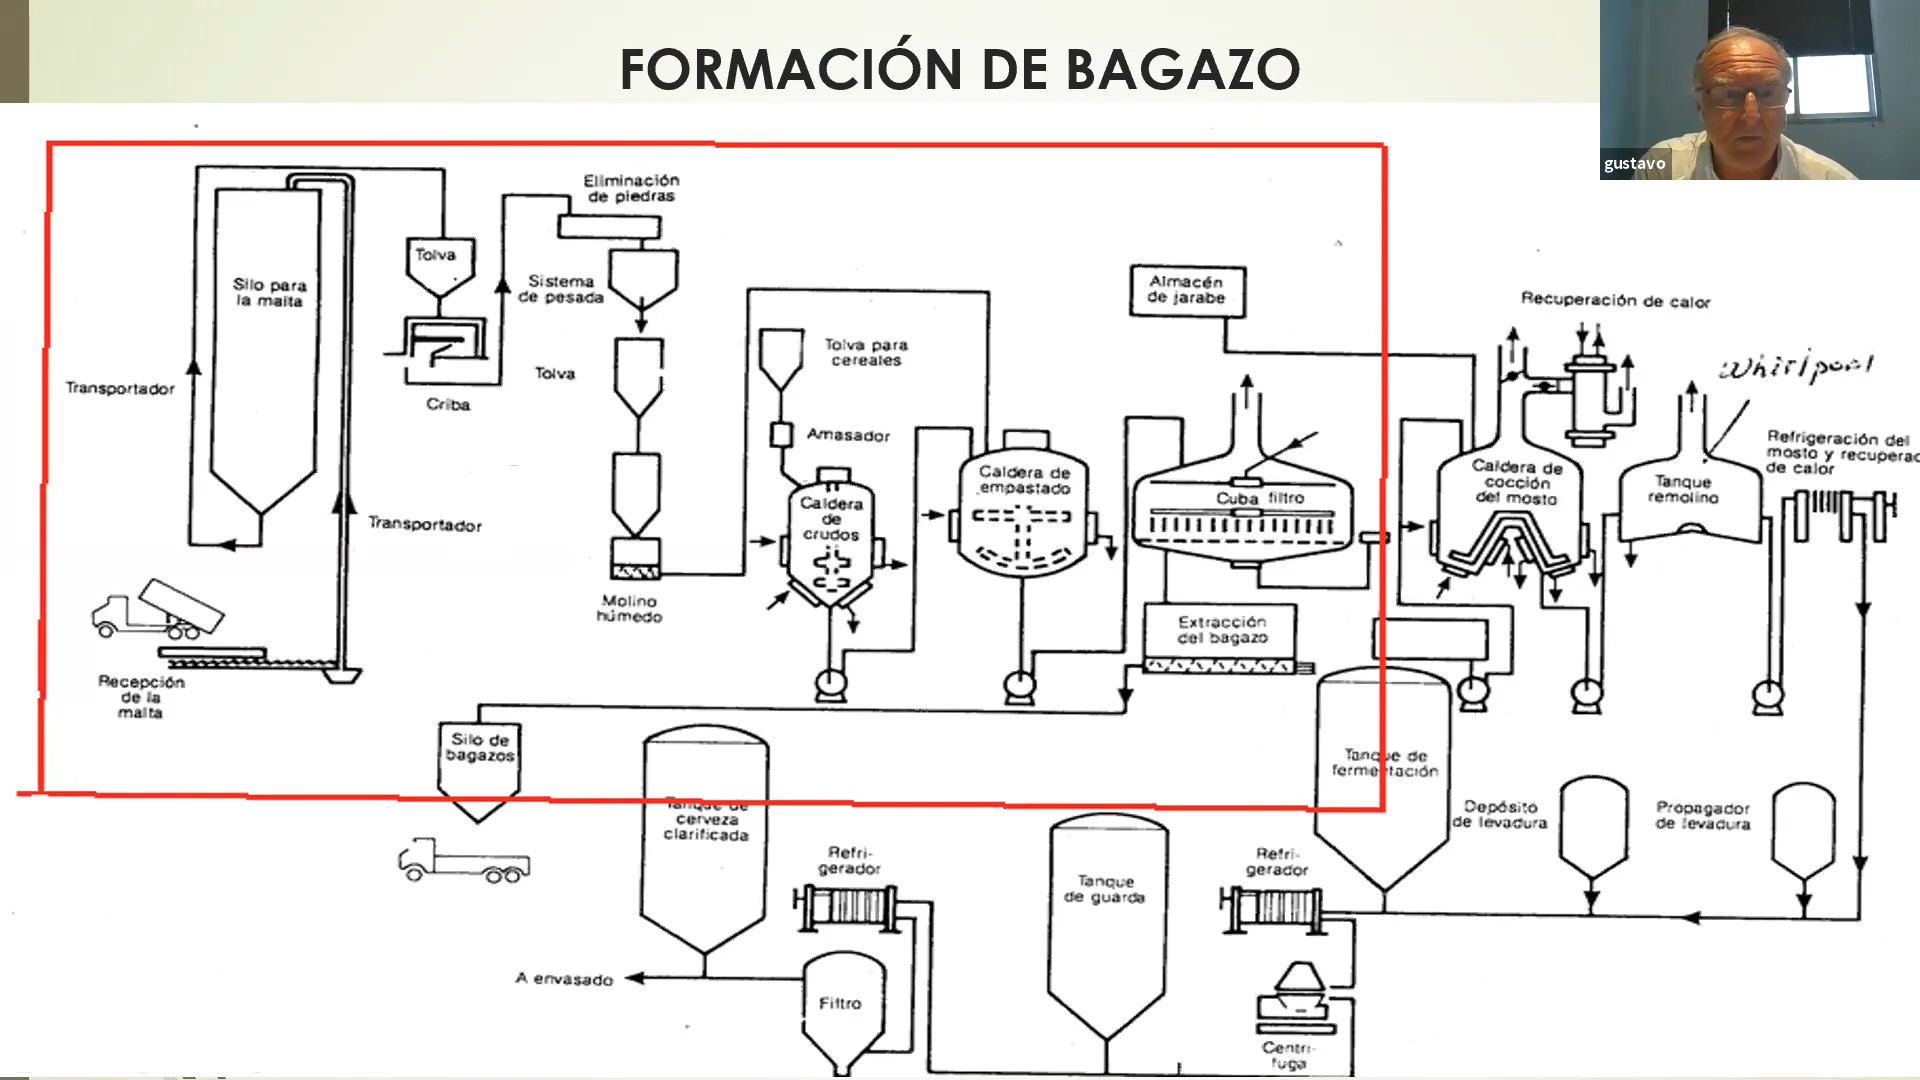 FORMACIÓN DE BAGAZO
gustavo
Eliminación
de piedras
Tolva
Silo para
la malta
Sistema
de pesada
Almacén
de jarabe
Recuperación de calor
Tolva para
cereales
Whirlpool
Transportador
Tolva
Criba
Amasador
Refrigeración del
mosto y recuperac
de calor
Caldera de
empastado
Caldera de
cocción
del mosto
Tanque
remolino
Cuba filtro
Caldera
de
crudos
Transportador
Molino
húmedo
Extracción
del bagazo
Recepción
de la
malta
Silo de
bagazos
Tanque de
fermentación
Tanque de
cerveza
clarificada
Depósito
de levadura
Propagador
de levadura
Refri-
gerador
Tanque
de guarda
Refri-
gerador
A envasado
Filtro
Centrí-
fuga